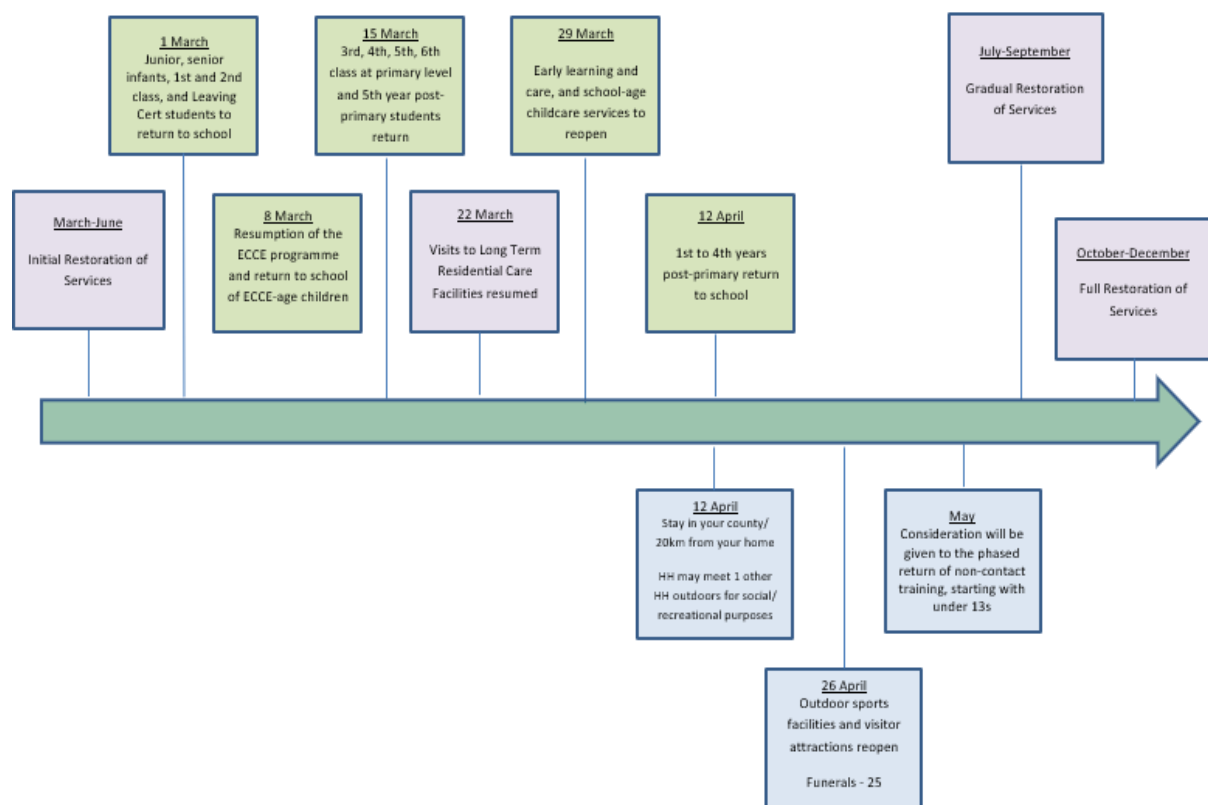 1 March
Junior, senior
infants, 1st and 2nd
class, and Leaving
Cert students to
return to school
15 March
3rd, 4th, 5th, 6th
class at primary level
and 5th year post-
primary students
return
29 March
Early learning and
care, and school-age
childcare services to
reopen
July-September
Gradual Restoration
of Services
March-June
Initial Restoration of
Services
8 March
Resumption of the
ECCE programme
and return to school
of ECCE-age children
22 March
Visits to Long Term
Residential Care
Facilities resumed
12 April
1st to 4th years
post-primary return
to school
October-December
Full Restoration of
Services
12 April
Stay in your county/
20km from your home
HH may meet 1 other
HH outdoors for social/
recreational purposes
May
Consideration will be
given to the phased
return of non-contact
training, starting with
under 13s
26 April
Outdoor sports
facilities and visitor
attractions reopen
Funerals - 25